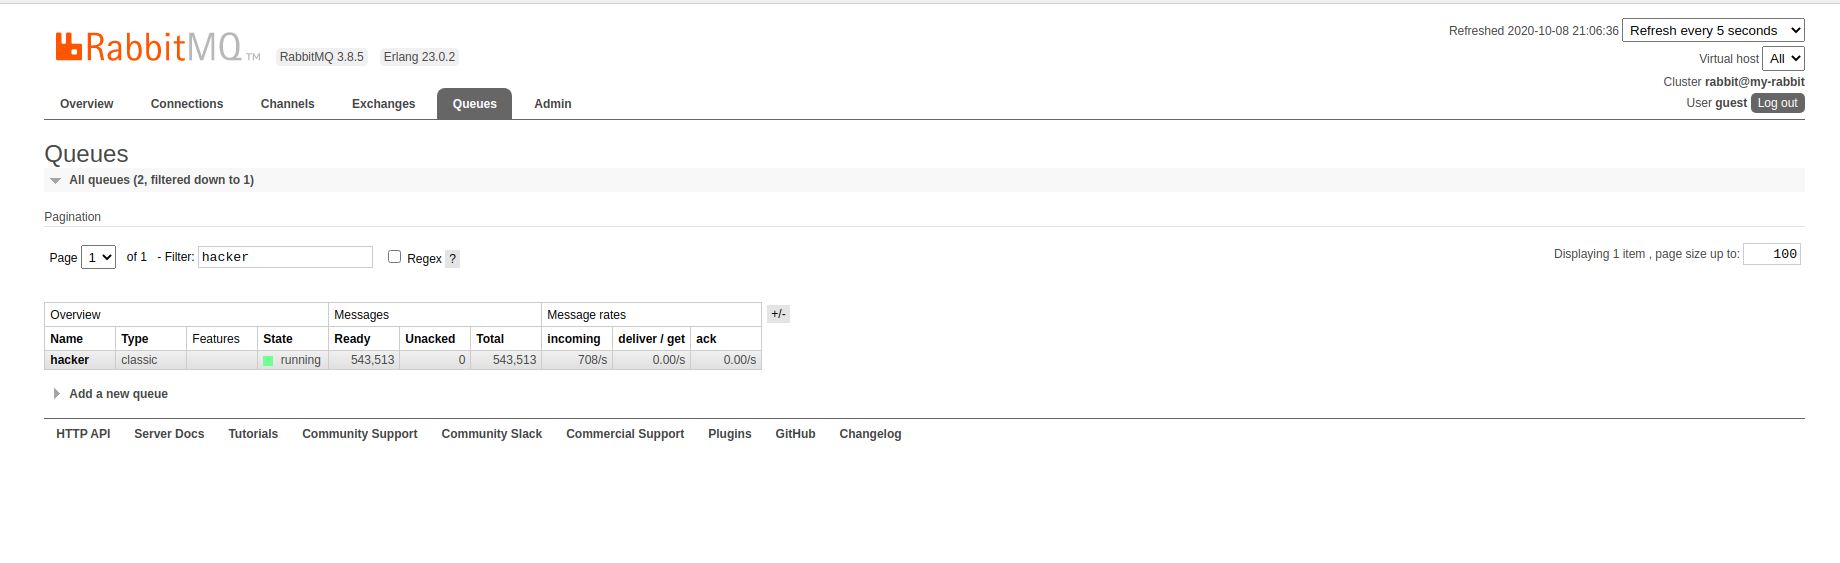 Refreshed 2020-10-08 21:06:36 Refresh every 5 seconds
RabbitMQ TM RabbitMQ 3.8.5 Erlang 23.0.2
Virtual host All
Cluster rabbit@my-rabbit
User guest Log out
Overview Connections Channels Exchanges Queues Admin
Queues
All queues (2, filtered down to 1)
Pagination
Page 1 of 1 - Filter: hacker Regex ? Displaying 1 item , page size up to: 100
Overview Messages Message rates +/-
Name Type Features State Ready Unacked Total incoming deliver / get ack
hacker classic running 543,513 0 543,513 708/s 0.00/s 0.00/s
Add a new queue
HTTP API Server Docs Tutorials Community Support Community Slack Commercial Support Plugins GitHub Changelog